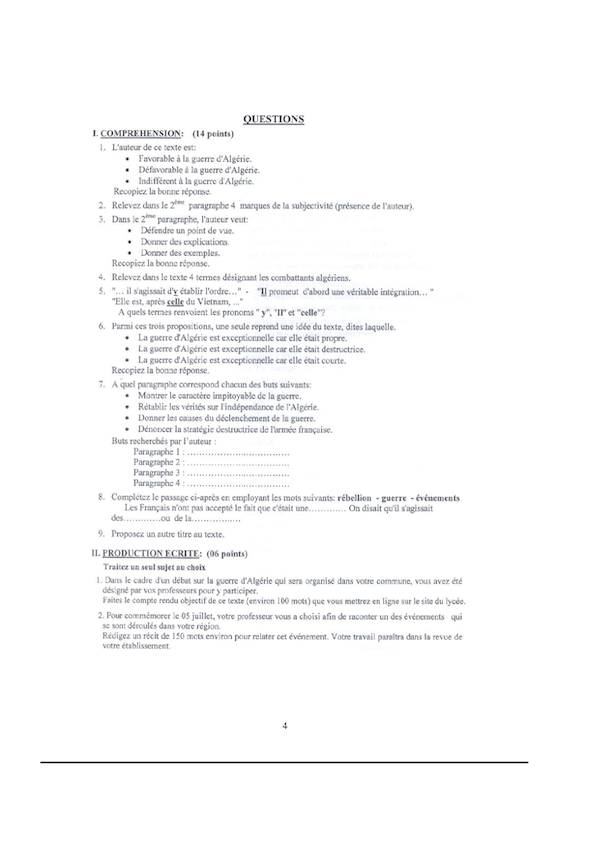 QUESTIONS
I. COMPREHENSION: (14 points)
1. L'auteur de ce texte est:
• Favorable à la guerre d'Algérie.
• Défavorable à la guerre d'Algérie.
• Indifférent à la guerre d'Algérie.
Recopiez la bonne réponse.
2. Relevez dans le 2ème paragraphe 4 marques de la subjectivité (présence de l'auteur).
3. Dans le 2ème paragraphe, l'auteur veut:
• Défendre un point de vue.
• Donner des explications.
• Donner des exemples.
Recopiez la bonne réponse.
4. Relevez dans le texte 4 termes désignant les combattants algériens.
5. "… il s'agissait d'y établir l'ordre…" - "Il promeut d'abord une véritable intégration… "
"Elle est, après celle du Vietnam, ..."
A quels termes renvoient les pronoms " y", "Il" et "celle"?
6. Parmi ces trois propositions, une seule reprend une idée du texte, dites laquelle.
• La guerre d'Algérie est exceptionnelle car elle était propre.
• La guerre d'Algérie est exceptionnelle car elle était destructrice.
• La guerre d'Algérie est exceptionnelle car elle était courte.
Recopiez la bonne réponse.
7. A quel paragraphe correspond chacun des buts suivants:
• Montrer le caractère impitoyable de la guerre.
• Rétablir les vérités sur l'indépendance de l'Algérie.
• Donner les causes du déclenchement de la guerre.
• Dénoncer la stratégie destructrice de l'armée française.
Buts recherchés par l'auteur :
Paragraphe 1 : ……………………………
Paragraphe 2 : ……………………………
Paragraphe 3 : ……………………………
Paragraphe 4 : ……………………………
8. Complétez le passage ci-après en employant les mots suivants: rébellion - guerre - événements
Les Français n'ont pas accepté le fait que c'était une…………. On disait qu'il s'agissait
des…………ou de la……………
9. Proposez un autre titre au texte.
II. PRODUCTION ECRITE: (06 points)
Traitez un seul sujet au choix
1. Dans le cadre d'un débat sur la guerre d'Algérie qui sera organisé dans votre commune, vous avez été
désigné par vos professeurs pour y participer.
Faites le compte rendu objectif de ce texte (environ 100 mots) que vous mettrez en ligne sur le site du lycée.
2. Pour commémorer le 05 juillet, votre professeur vous a choisi afin de raconter un des événements qui
se sont déroulés dans votre région.
Rédigez un récit de 150 mots environ pour relater cet événement. Votre travail paraîtra dans la revue de
votre établissement.
4